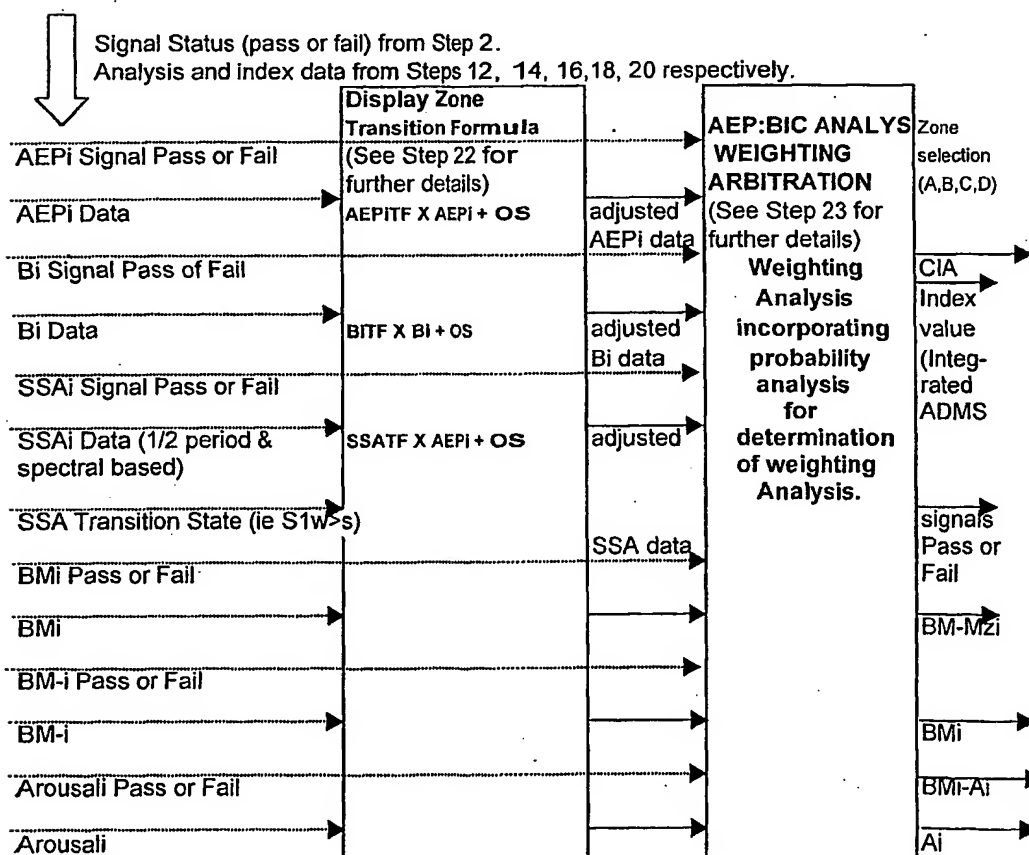 Signal Status (pass or fail) from Step 2.
Analysis and index data from Steps 12, 14, 16,18, 20 respectively.
Display Zone
Transition Formula
(See Step 22 for
further details)
AEPiTF X AEPi + OS
BiTF X Bi + OS
SSATF X AEPi + OS
AEP:BIC ANALYS
WEIGHTING
ARBITRATION
(See Step 23 for
further details)
Weighting
Analysis
incorporating
probability
analysis
for
determination
of weighting
Analysis.
AEPi Signal Pass or Fail
AEPi Data
Bi Signal Pass of Fail
Bi Data
SSAi Signal Pass or Fail
SSAi Data (1/2 period &
spectral based)
SSA Transition State (ie S1w>s)
BMi Pass or Fail
BMi
BM-i Pass or Fail
BM-i
Arousali Pass or Fail
Arousali
adjusted
AEPi data
adjusted
Bi data
adjusted
SSA data
Zone
selection
(A,B,C,D)
CIA
Index
value
(Integ-
rated
ADMS
signals
Pass or
Fail
BM-Mzi
BMi
BMi-Ai
Ai